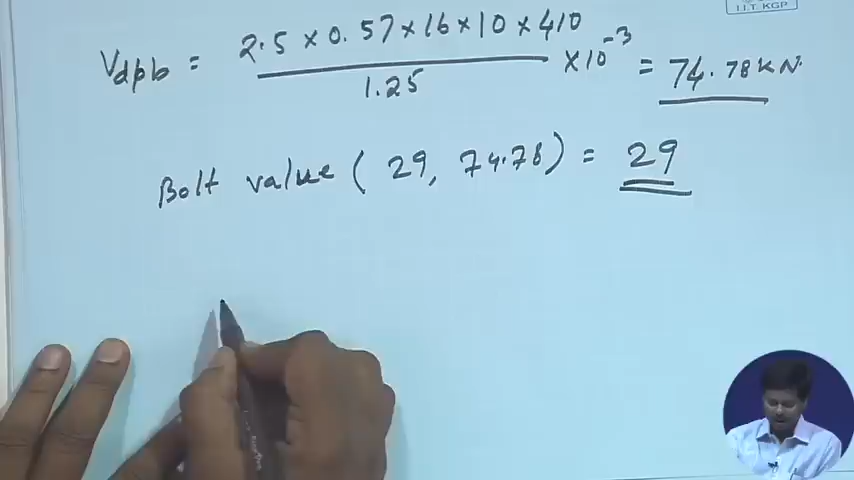 I.I.T. KGP
Vdpb = 2.5 × 0.57 × 16 × 10 × 410 / 1.25 × 10⁻³ = 74.78 kN.
Bolt value ( 29, 74.78 ) = 29